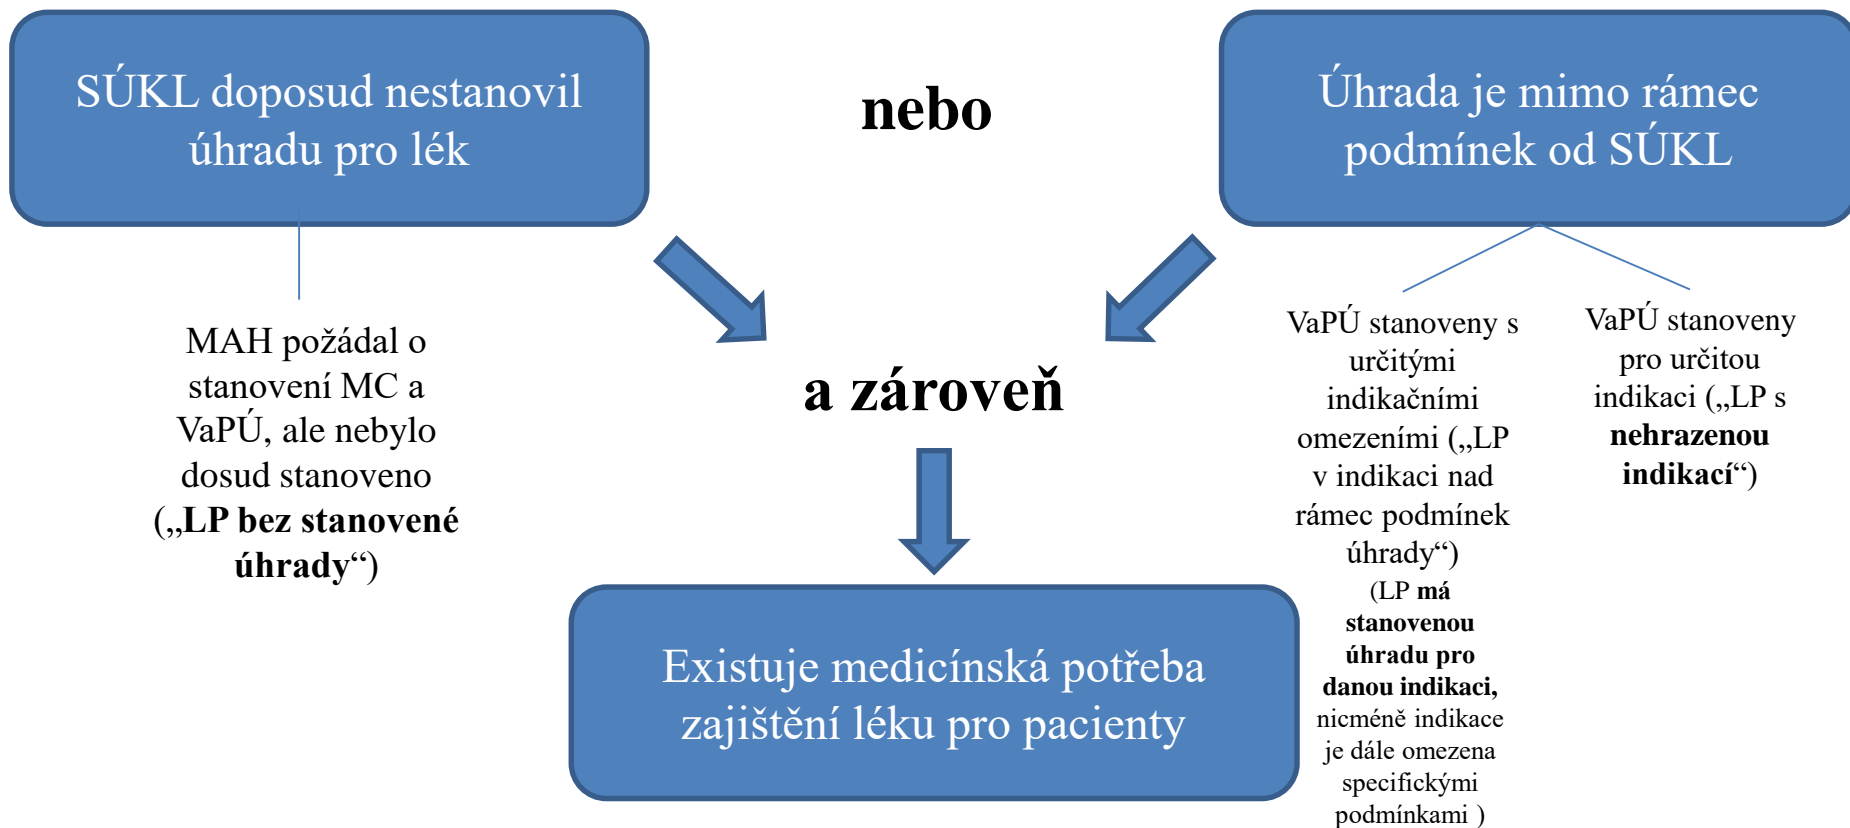 SÚKL doposud nestanovil
úhradu pro lék
nebo
Úhrada je mimo rámec
podmínek od SÚKL
MAH požádal o
stanovení MC a
VaPÚ, ale nebylo
dosud stanoveno
(„LP bez stanovené
úhrady“)
a zároveň
VaPÚ stanoveny s
určitými
indikačními
omezeními („LP
v indikaci nad
rámec podmínek
úhrady“)
(LP má
stanovenou
úhradu pro
danou indikaci,
nicméně indikace
je dále omezena
specifickými
podmínkami )
VaPÚ stanoveny
pro určitou
indikaci („LP s
nehrazenou
indikací“)
Existuje medicínská potřeba
zajištění léku pro pacienty